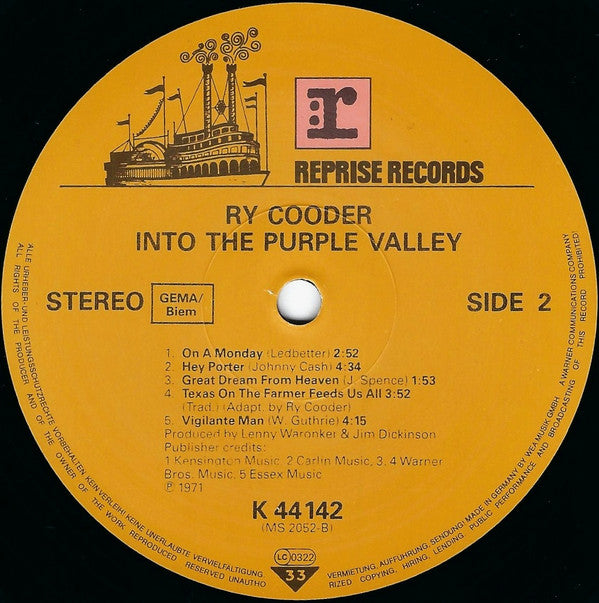 :r
REPRISE RECORDS
RY COODER
INTO THE PURPLE VALLEY
STEREO
GEMA/
Biem
SIDE 2
1. On A Monday (Ledbetter) 2:52
2. Hey Porter (Johnny Cash) 4:34
3. Great Dream From Heaven (J. Spence) 1:53
4. Texas On The Farmer Feeds Us All 3:52
(Trad.) (Adapt. by Ry Cooder)
5. Vigilante Man (W. Guthrie) 4:15
Produced by Lenny Waronker & Jim Dickinson
Publisher credits:
1 Kensington Music, 2 Carlin Music, 3, 4 Warner
Bros. Music, 5 Essex Music
℗ 1971
K 44 142
(MS 2052-B)
LC 0322
33
ALLE URHEBER- UND LEISTUNGSSCHUTZRECHTE VORBEHALTEN. KEIN VERLEIH! KEINE UNERLAUBTE VERVIELFÄLTIGUNG, VERMIETUNG, AUFFÜHRUNG, SENDUNG! MADE IN GERMANY BY WEA MUSIK GMBH A WARNER COMMUNICATIONS COMPANY
ALL RIGHTS OF THE PRODUCER AND OF THE OWNER OF THE WORK REPRODUCED RESERVED UNAUTHORIZED COPYING, HIRING, LENDING PUBLIC PERFORMANCE AND BROADCASTING OF THIS RECORD PROHIBITED!